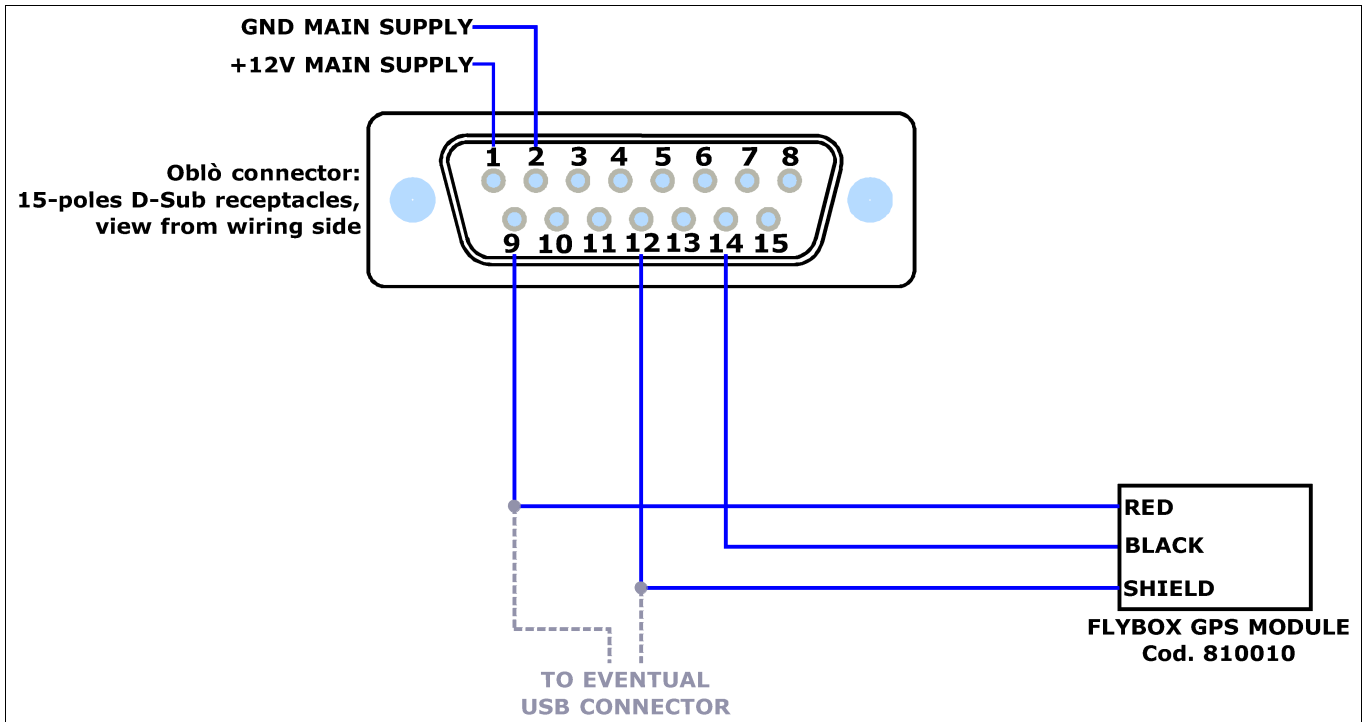 GND MAIN SUPPLY
+12V MAIN SUPPLY
Oblò connector:
15-poles D-Sub receptacles,
view from wiring side
1 2 3 4 5 6 7 8
9 10 11 12 13 14 15
RED
BLACK
SHIELD
FLYBOX GPS MODULE
Cod. 810010
TO EVENTUAL
USB CONNECTOR